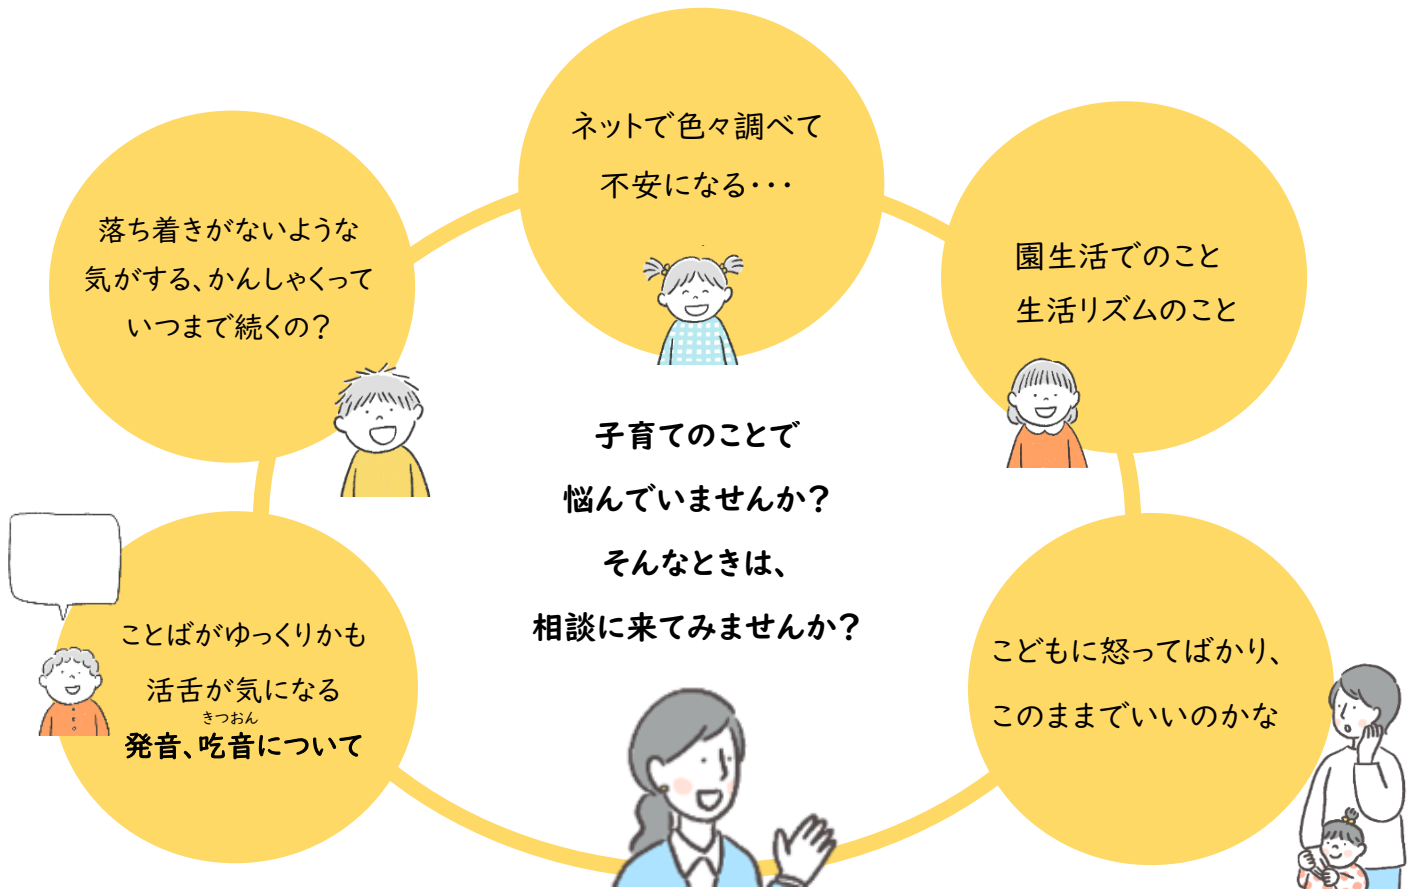 ネットで色々調べて
不安になる・・・
落ち着きがないような
気がする、かんしゃくって
いつまで続くの？
園生活でのこと
生活リズムのこと
子育てのことで
悩んでいませんか？
そんなときは、
相談に来てみませんか？
ことばがゆっくりかも
活舌が気になる
きつおん
発音、吃音について
こどもに怒ってばかり、
このままでいいのかな